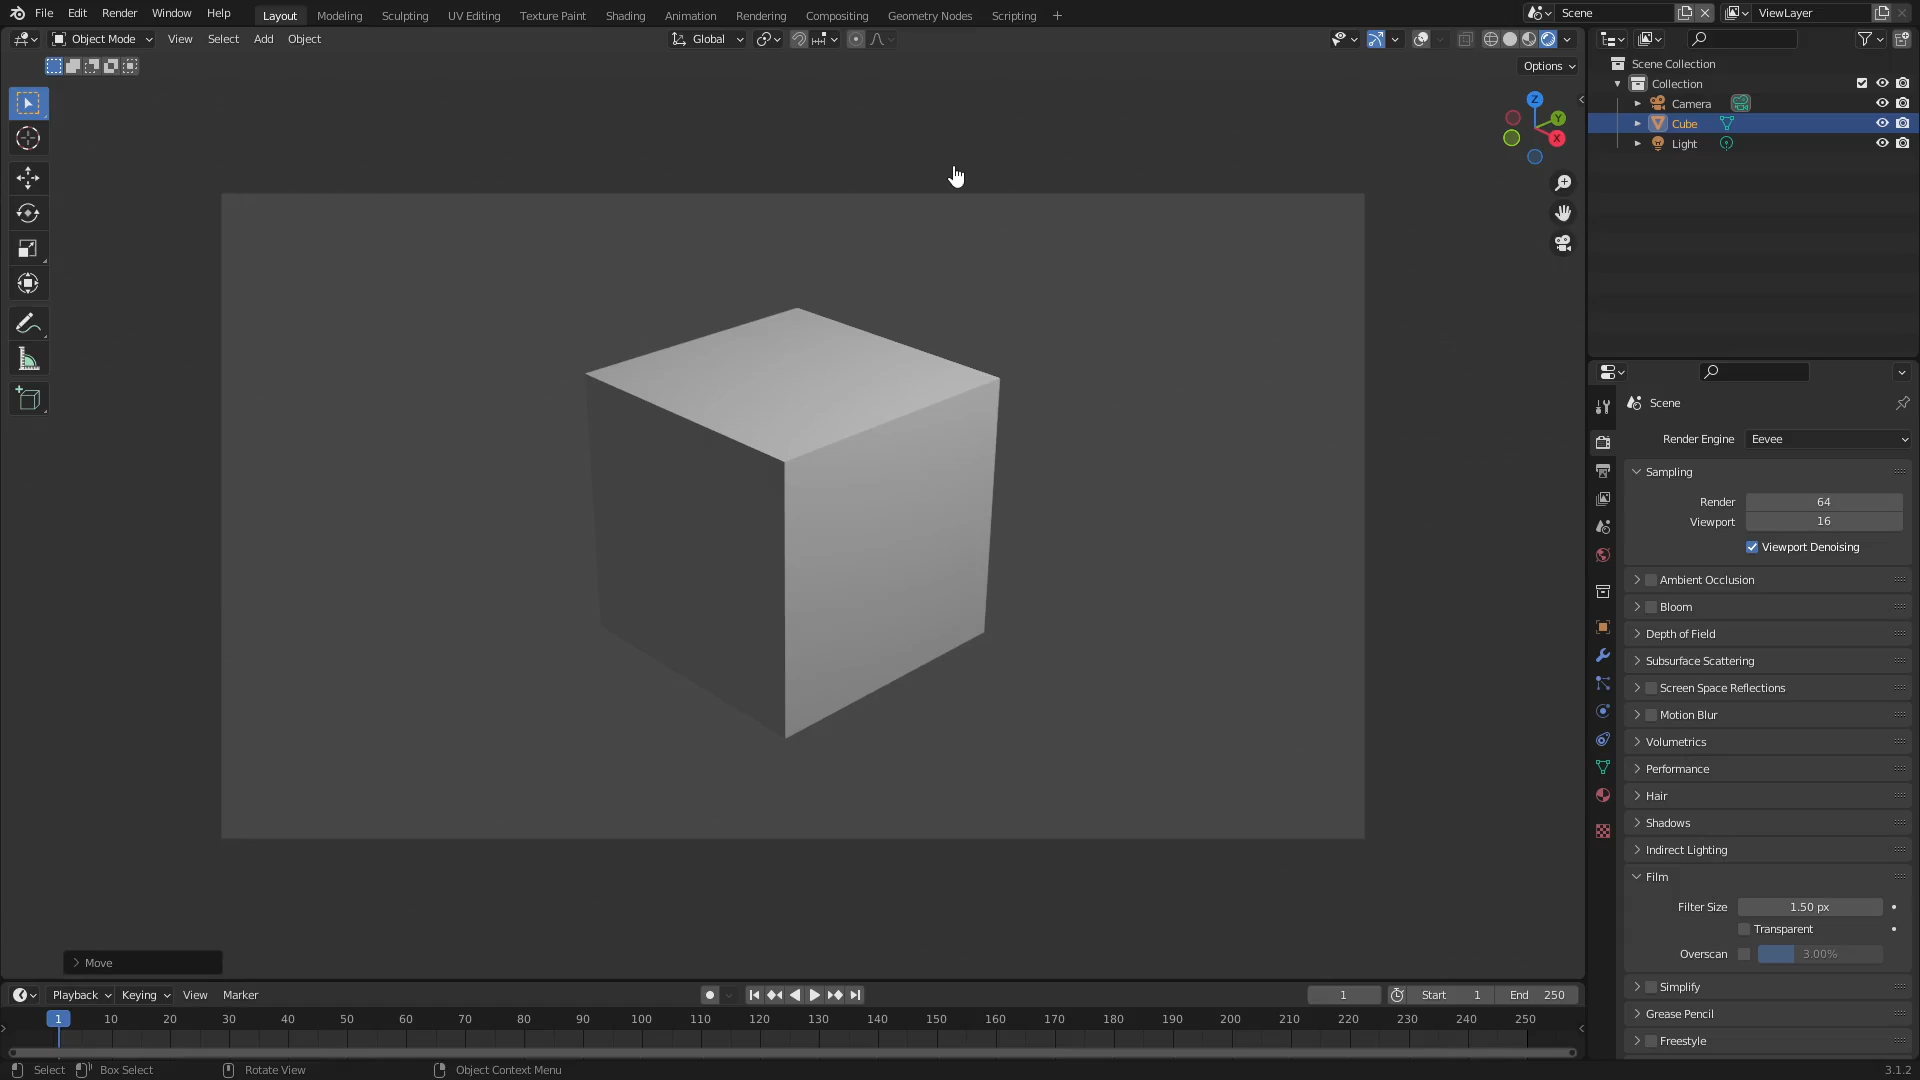 File Edit Render Window Help Layout Modeling Sculpting UV Editing Texture Paint Shading Animation Rendering Compositing Geometry Nodes Scripting + Scene ViewLayer
Object Mode View Select Add Object Global
Options
Scene Collection
Collection
Camera
Cube
Light
Z
Y
X
Scene
Render Engine Eevee
Sampling
Render 64
Viewport 16
Viewport Denoising
Ambient Occlusion
Bloom
Depth of Field
Subsurface Scattering
Screen Space Reflections
Motion Blur
Volumetrics
Performance
Hair
Shadows
Indirect Lighting
Film
Filter Size 1.50 px
Transparent
Overscan 3.00%
Simplify
Grease Pencil
Freestyle
Move
Playback Keying View Marker 1 Start 1 End 250
1 10 20 30 40 50 60 70 80 90 100 110 120 130 140 150 160 170 180 190 200 210 220 230 240 250
Select Box Select Rotate View Object Context Menu 3.1.2